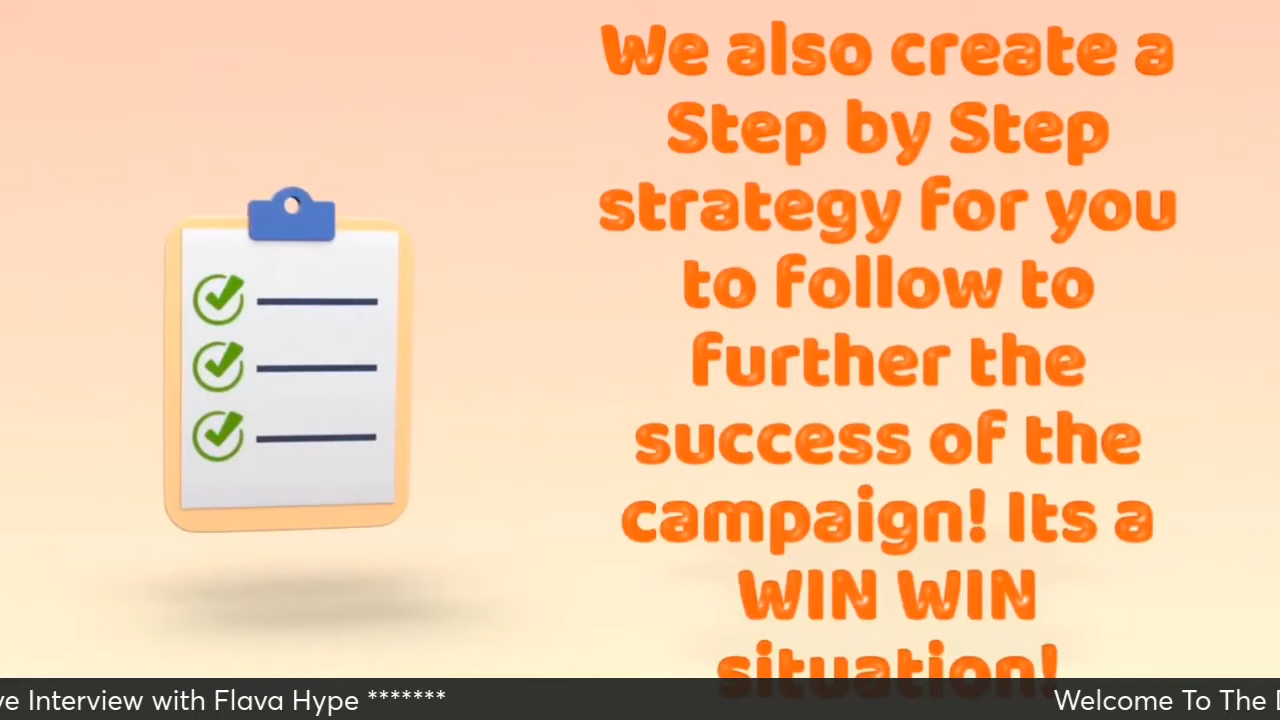 We also create a
Step by Step
strategy for you
to follow to
further the
success of the
campaign! Its a
WIN WIN
situation!
Interview with Flava Hype *******
Welcome To The